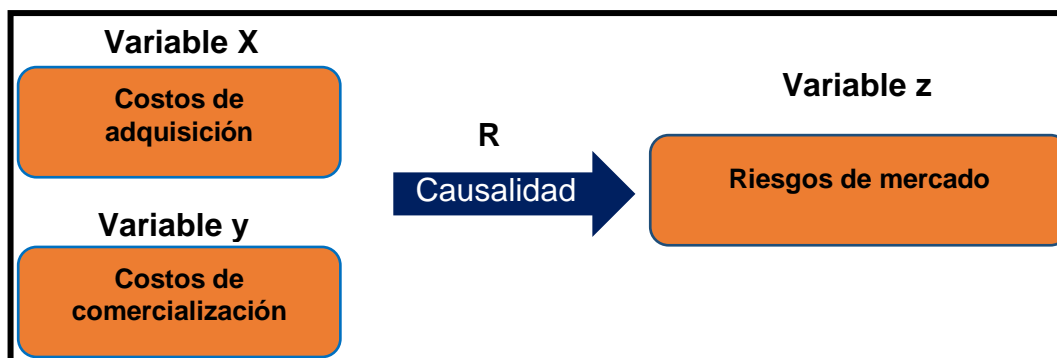 Variable X
Costos de
adquisición
Variable y
Costos de
comercialización
R
Causalidad
Variable z
Riesgos de mercado